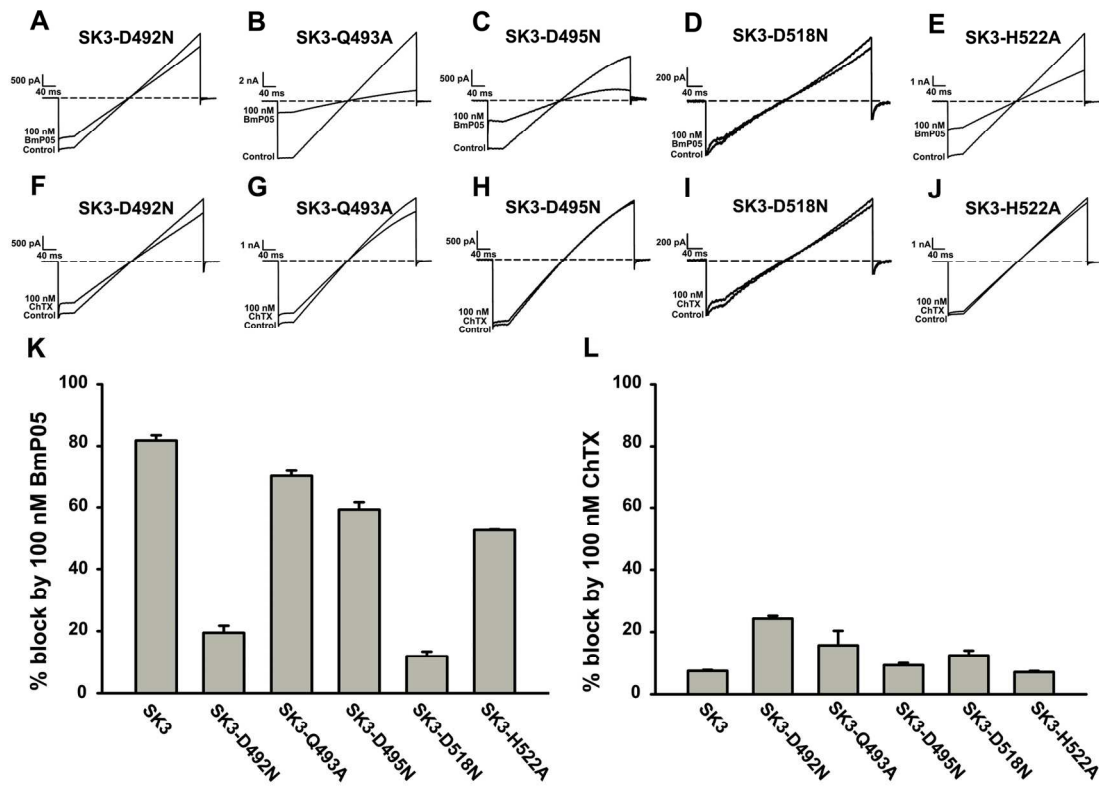 A
SK3-D492N
500 pA
40 ms
100 nM
BmP05
Control
B
SK3-Q493A
2 nA
40 ms
100 nM
BmP05
Control
C
SK3-D495N
500 pA
40 ms
100 nM
BmP05
Control
D
SK3-D518N
200 pA
40 ms
100 nM
BmP05
Control
E
SK3-H522A
1 nA
40 ms
100 nM
BmP05
Control
F
SK3-D492N
500 pA
40 ms
100 nM
ChTX
Control
G
SK3-Q493A
1 nA
40 ms
100 nM
ChTX
Control
H
SK3-D495N
500 pA
40 ms
100 nM
ChTX
Control
I
SK3-D518N
200 pA
40 ms
100 nM
ChTX
Control
J
SK3-H522A
1 nA
40 ms
100 nM
ChTX
Control
K
% block by 100 nM BmP05
100
80
60
40
20
0
SK3
SK3-D492N
SK3-Q493A
SK3-D495N
SK3-D518N
SK3-H522A
L
% block by 100 nM ChTX
100
80
60
40
20
0
SK3
SK3-D492N
SK3-Q493A
SK3-D495N
SK3-D518N
SK3-H522A